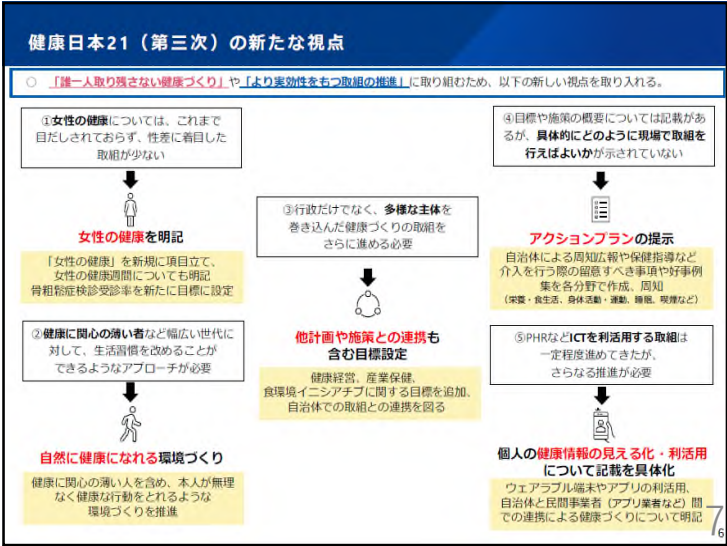 健康日本21（第三次）の新たな視点
○ 「誰一人取り残さない健康づくり」や「より実効性をもつ取組の推進」に取り組むため、以下の新しい視点を取り入れる。
①女性の健康については、これまで
目だしされておらず、性差に着目した
取組が少ない
女性の健康を明記
「女性の健康」を新規に項目立て、
女性の健康週間についても明記
骨粗鬆症検診受診率を新たに目標に設定
②健康に関心の薄い者など幅広い世代に
対して、生活習慣を改めることが
できるようなアプローチが必要
自然に健康になれる環境づくり
健康に関心の薄い人を含め、本人が無理
なく健康な行動をとれるような
環境づくりを推進
③行政だけでなく、多様な主体を
巻き込んだ健康づくりの取組を
さらに進める必要
他計画や施策との連携も
含む目標設定
健康経営、産業保健、
食環境イニシアチブに関する目標を追加、
自治体での取組との連携を図る
④目標や施策の概要については記載があ
るが、具体的にどのように現場で取組を
行えばよいかが示されていない
アクションプランの提示
自治体による周知広報や保健指導など
介入を行う際の留意すべき事項や好事例
集を各分野で作成、周知
（栄養・食生活、身体活動・運動、睡眠、喫煙など）
⑤PHRなどICTを利活用する取組は
一定程度進めてきたが、
さらなる推進が必要
個人の健康情報の見える化・利活用
について記載を具体化
ウェアラブル端末やアプリの利活用、
自治体と民間事業者（アプリ業者など）間
での連携による健康づくりについて明記
7
6